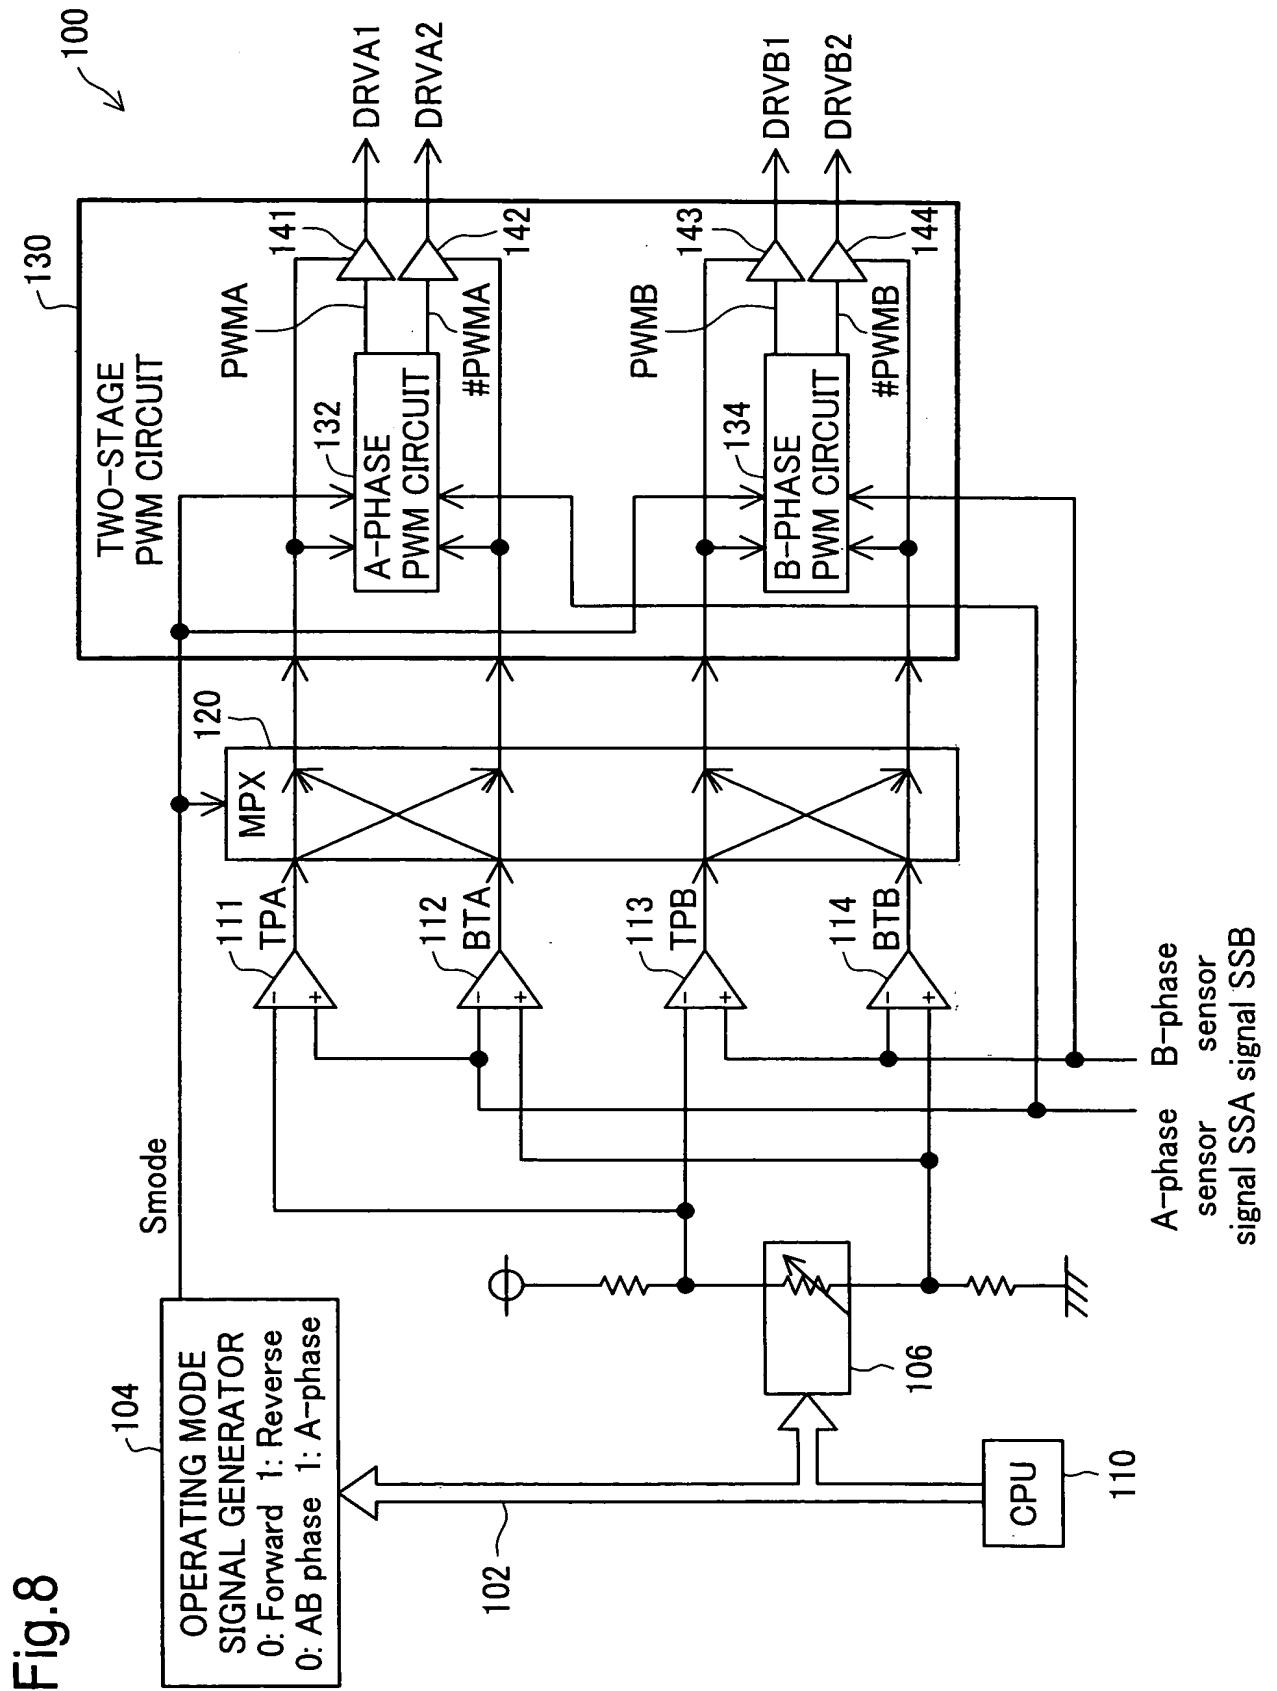 Fig.8
100
104
OPERATING MODE
SIGNAL GENERATOR
0: Forward 1: Reverse
0: AB phase 1: A-phase
Smode
102
CPU
110
106
111
TPA
112
BTA
113
TPB
114
BTB
A-phase
sensor
signal SSA
B-phase
sensor
signal SSB
120
MPX
130
TWO-STAGE
PWM CIRCUIT
132
A-PHASE
PWM CIRCUIT
PWMA
#PWMA
141
142
DRVA1
DRVA2
134
B-PHASE
PWM CIRCUIT
PWMB
#PWMB
143
144
DRVB1
DRVB2
-
+
-
+
-
+
-
+